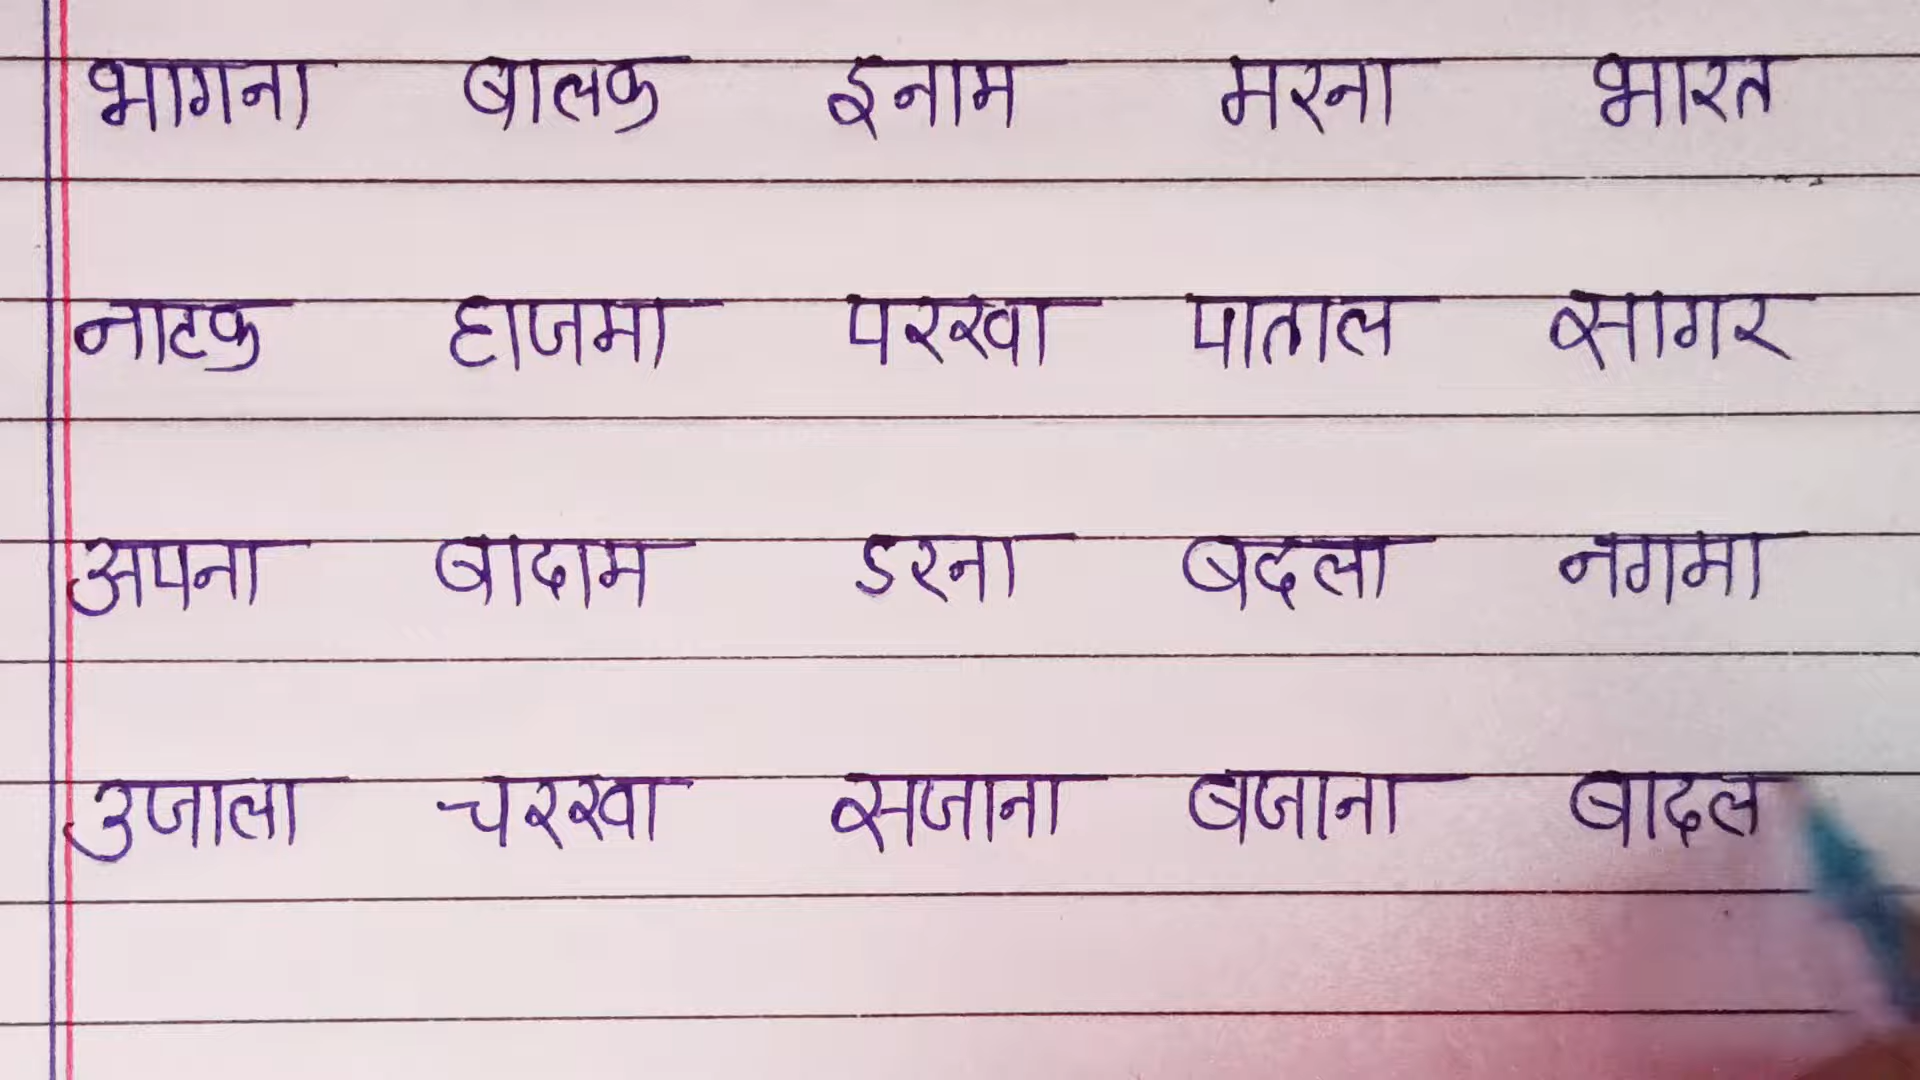 भागना बालक इनाम मरना भारत
नाटक हाजमा परखा पाताल सागर
अपना बादाम डरना बदला नगमा
उजाला चरखा सजाना बजाना बादल